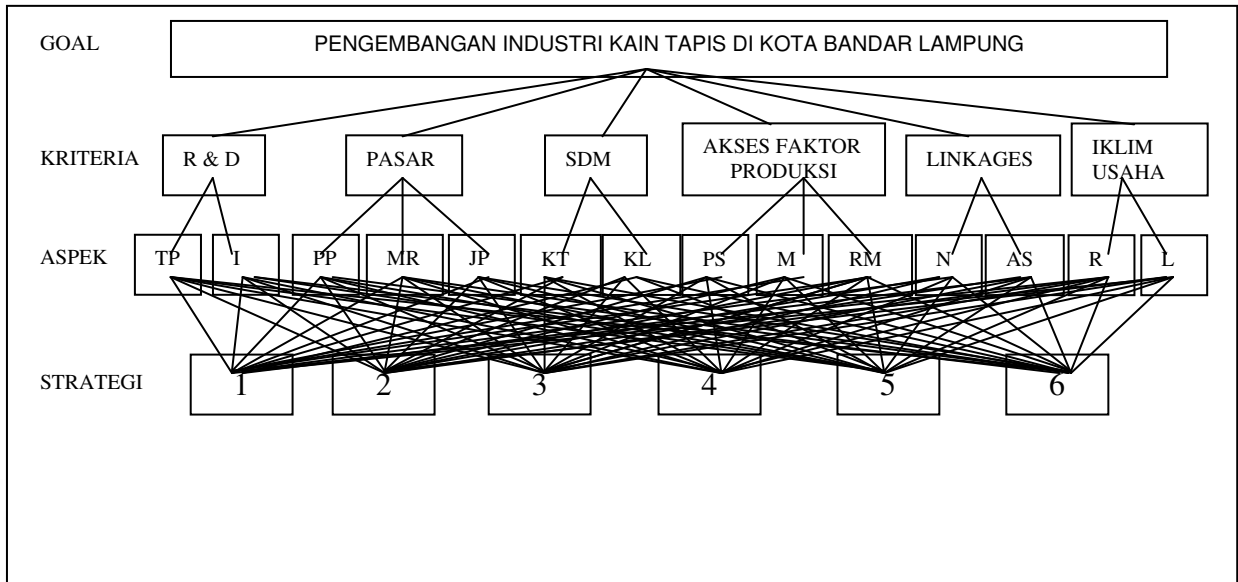 GOAL
PENGEMBANGAN INDUSTRI KAIN TAPIS DI KOTA BANDAR LAMPUNG
KRITERIA
R & D
PASAR
SDM
AKSES FAKTOR
PRODUKSI
LINKAGES
IKLIM
USAHA
ASPEK
TP
I
PP
MR
JP
KT
KL
PS
M
RM
N
AS
R
L
STRATEGI
1
2
3
4
5
6